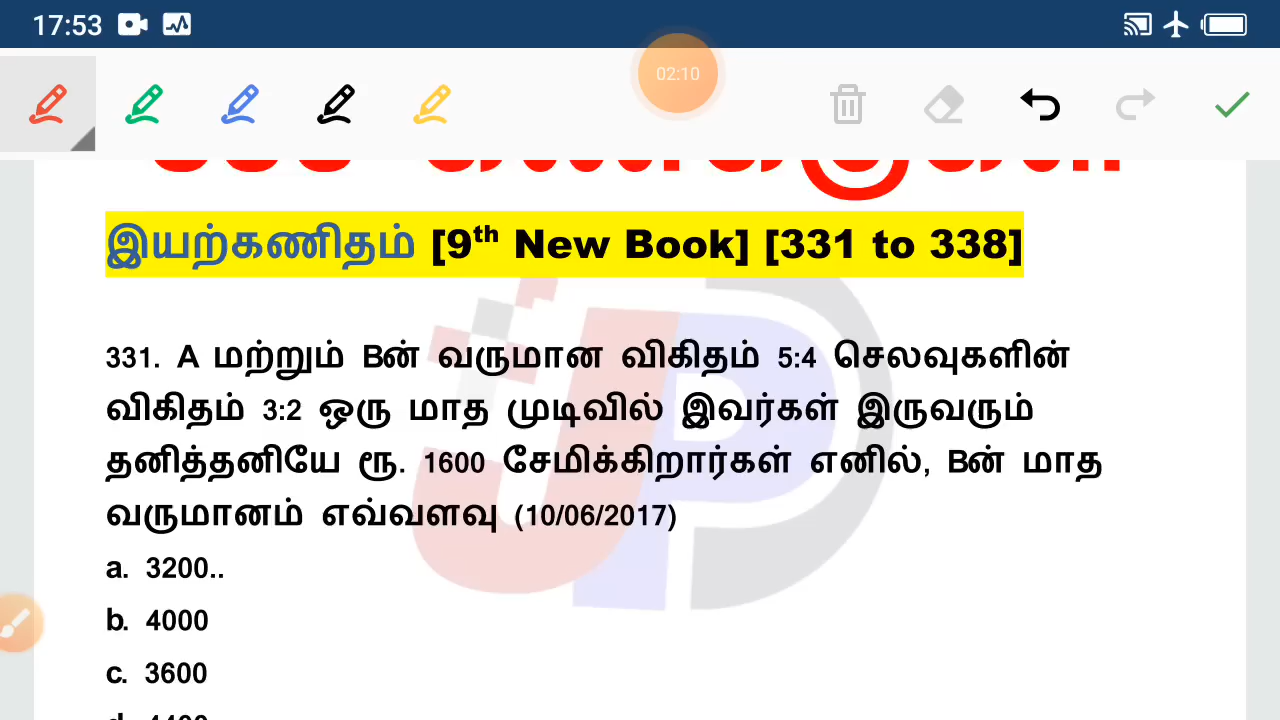 17:53
02:10
இயற்கணிதம் [9th New Book] [331 to 338]
331. A மற்றும் Bன் வருமான விகிதம் 5:4 செலவுகளின்
விகிதம் 3:2 ஒரு மாத முடிவில் இவர்கள் இருவரும்
தனித்தனியே ரூ. 1600 சேமிக்கிறார்கள் எனில், Bன் மாத
வருமானம் எவ்வளவு (10/06/2017)
a. 3200..
b. 4000
c. 3600